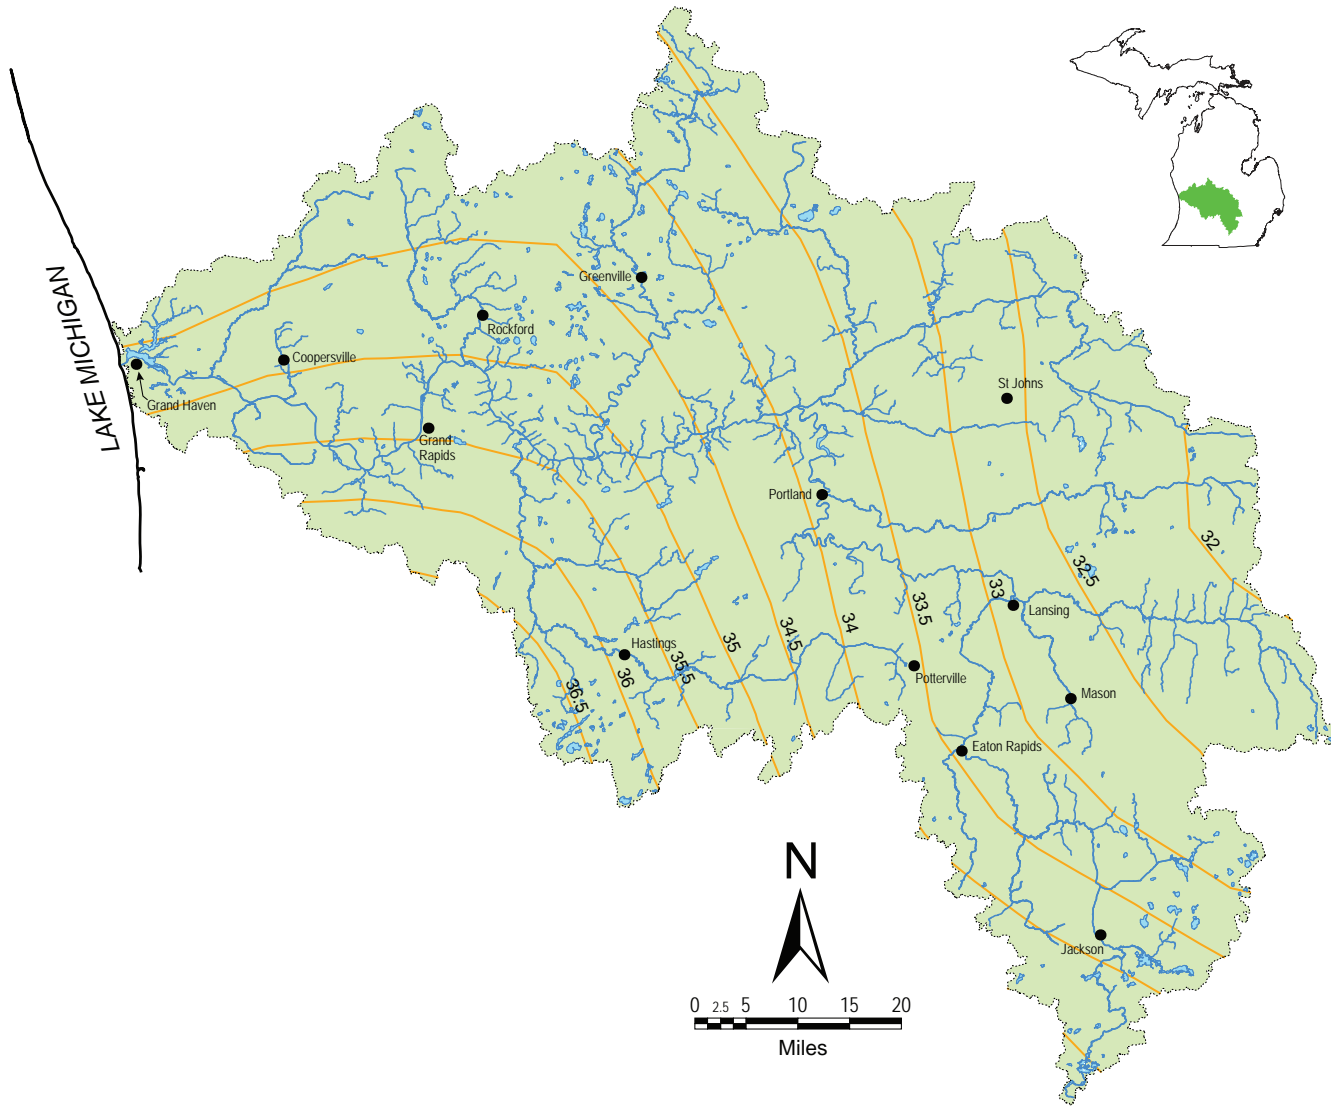 LAKE MICHIGAN
Greenville
Rockford
Coopersville
Grand Haven
St Johns
Grand
Rapids
Portland
32
32.5
33
33.5
34
34.5
35
35.5
36
36.5
Lansing
Hastings
Potterville
Mason
Eaton Rapids
Jackson
N
0 2.5 5 10 15 20
Miles